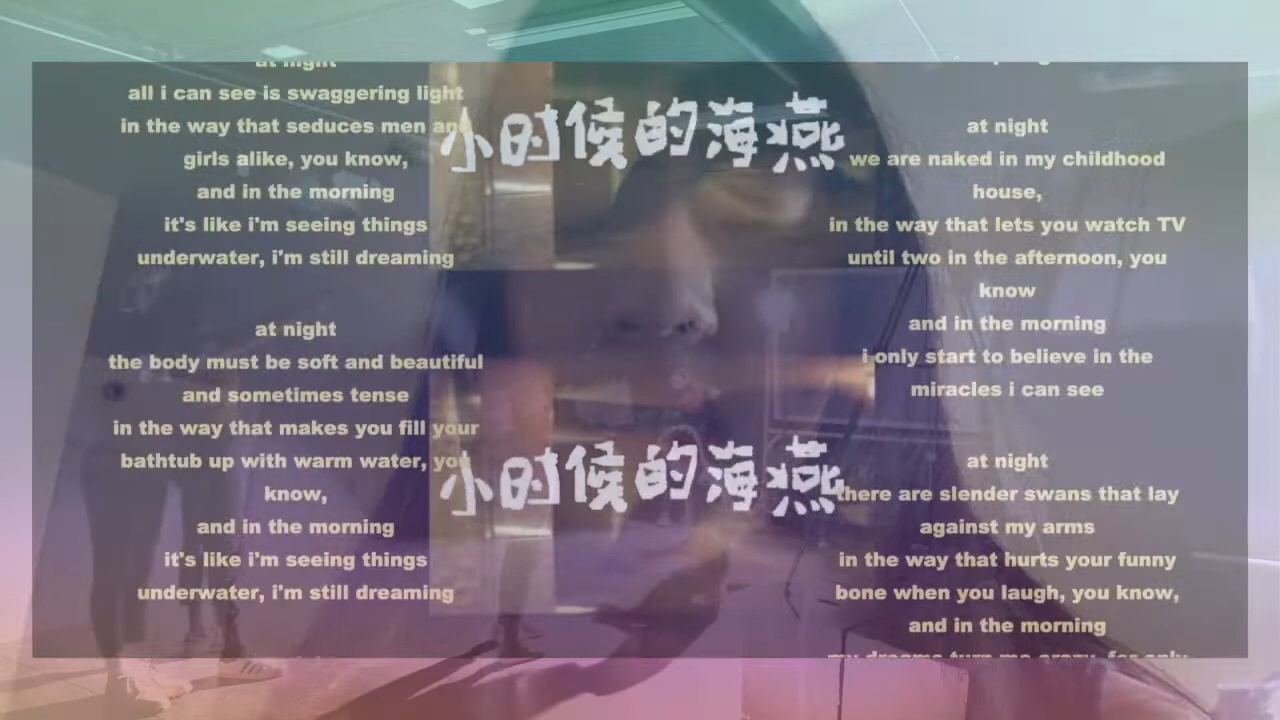 at night
all i can see is swaggering light
in the way that seduces men and
girls alike, you know,
and in the morning
it's like i'm seeing things
underwater, i'm still dreaming
at night
the body must be soft and beautiful
and sometimes tense
in the way that makes you fill your
bathtub up with warm water, you
know,
and in the morning
it's like i'm seeing things
underwater, i'm still dreaming
小时候的海燕
小时候的海燕
at night
we are naked in my childhood
house,
in the way that lets you watch TV
until two in the afternoon, you
know
and in the morning
i only start to believe in the
miracles i can see
at night
there are slender swans that lay
against my arms
in the way that hurts your funny
bone when you laugh, you know,
and in the morning
my dreams turn me crazy, for only